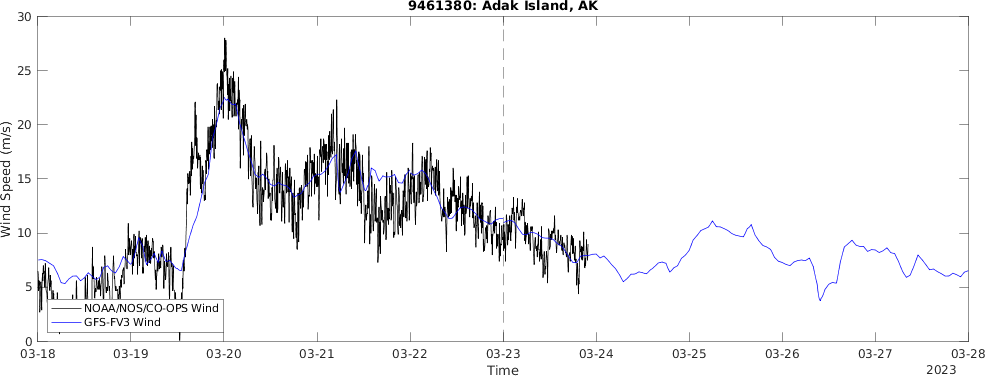 9461380: Adak Island, AK
Wind Speed (m/s)
30
25
20
15
10
5
0
NOAA/NOS/CO-OPS Wind
GFS-FV3 Wind
03-18 03-19 03-20 03-21 03-22 03-23 03-24 03-25 03-26 03-27 03-28
Time
2023